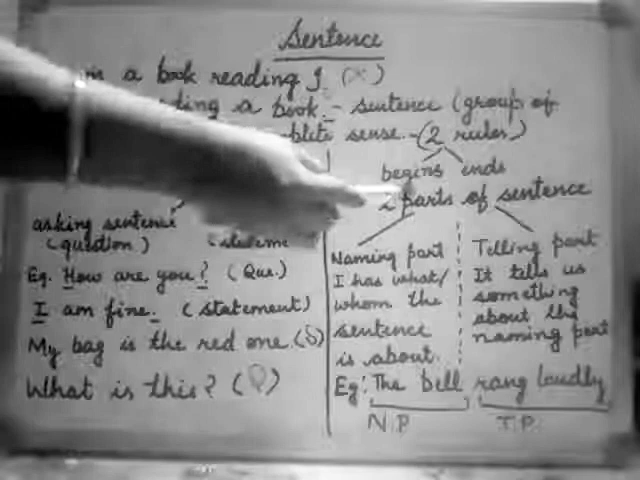 Sentence
a book reading I. (×)
ding a book. - sentence (group of
sense - (2 rules)
begins ends
2 parts of sentence
asking sentence
(question)
Eg. How are you? (Que.)
I am fine. (statement)
My bag is the red one. (S)
What is this? (Q)
Naming part
I has what/
whom the
sentence
is about.
Telling part
It tells us
something
about the
naming part
Eg: The bell rang loudly
N.P T.P.